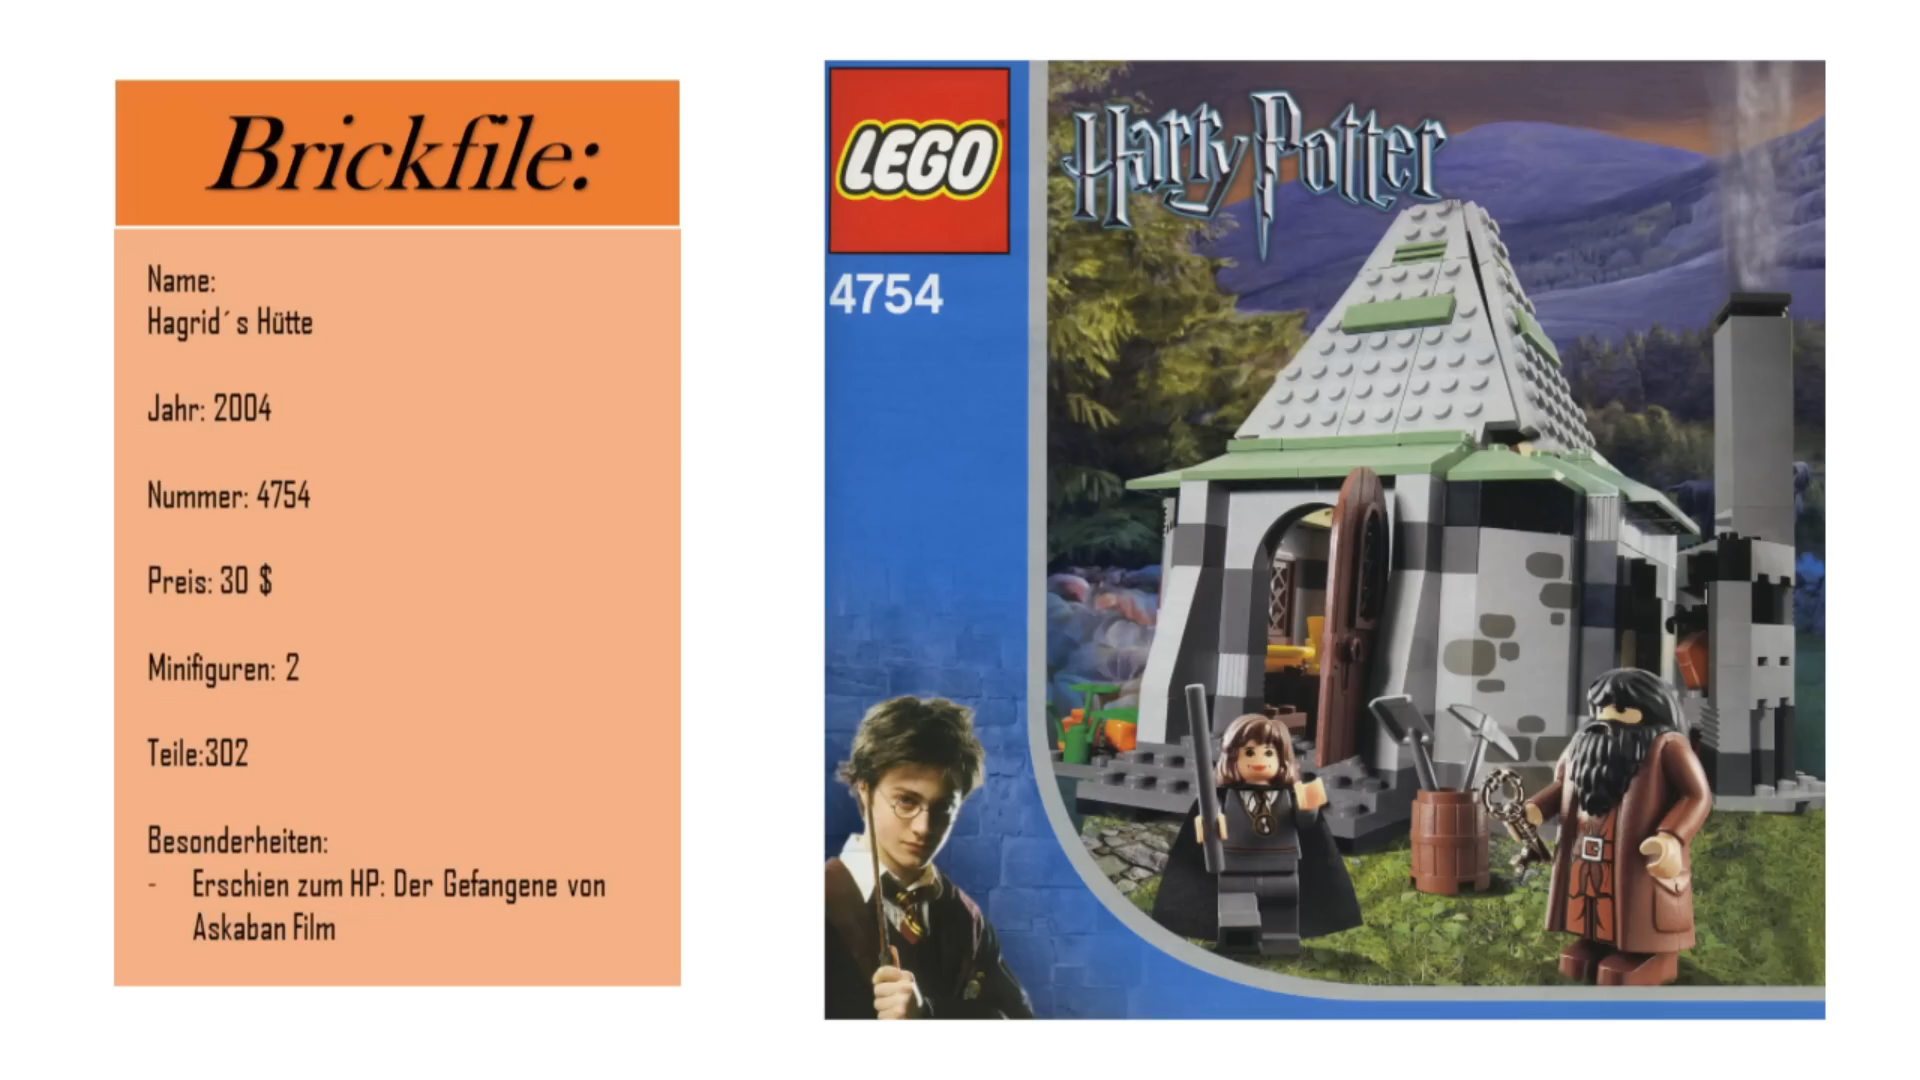 Brickfile:
Name:
Hagrid´s Hütte
Jahr: 2004
Nummer: 4754
Preis: 30 $
Minifiguren: 2
Teile:302
Besonderheiten:
- Erschien zum HP: Der Gefangene von
Askaban Film
LEGO
4754
Harry Potter